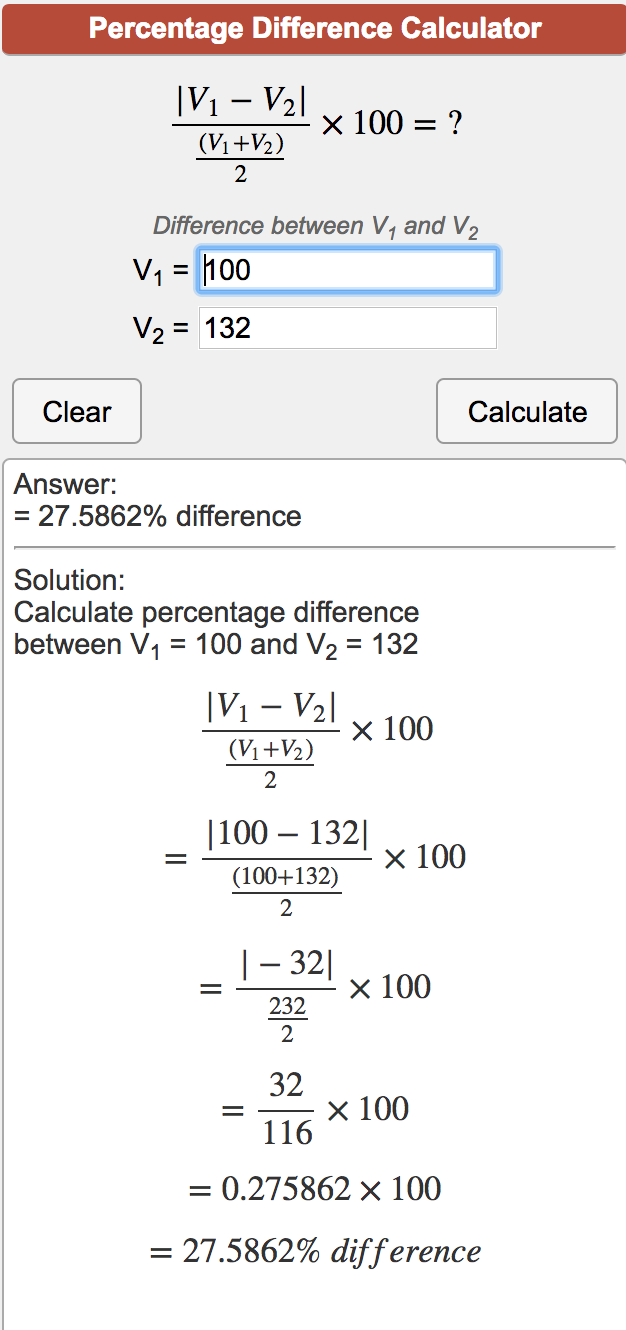 Percentage Difference Calculator
|V₁ − V₂|
(V₁+V₂)
2
× 100 = ?
Difference between V₁ and V₂
V₁ = 100
V₂ = 132
Clear
Calculate
Answer:
= 27.5862% difference
Solution:
Calculate percentage difference
between V₁ = 100 and V₂ = 132
|V₁ − V₂|
(V₁+V₂)
2
× 100
=
|100 − 132|
(100+132)
2
× 100
=
| − 32|
232
2
× 100
=
32
116
× 100
= 0.275862 × 100
= 27.5862% difference